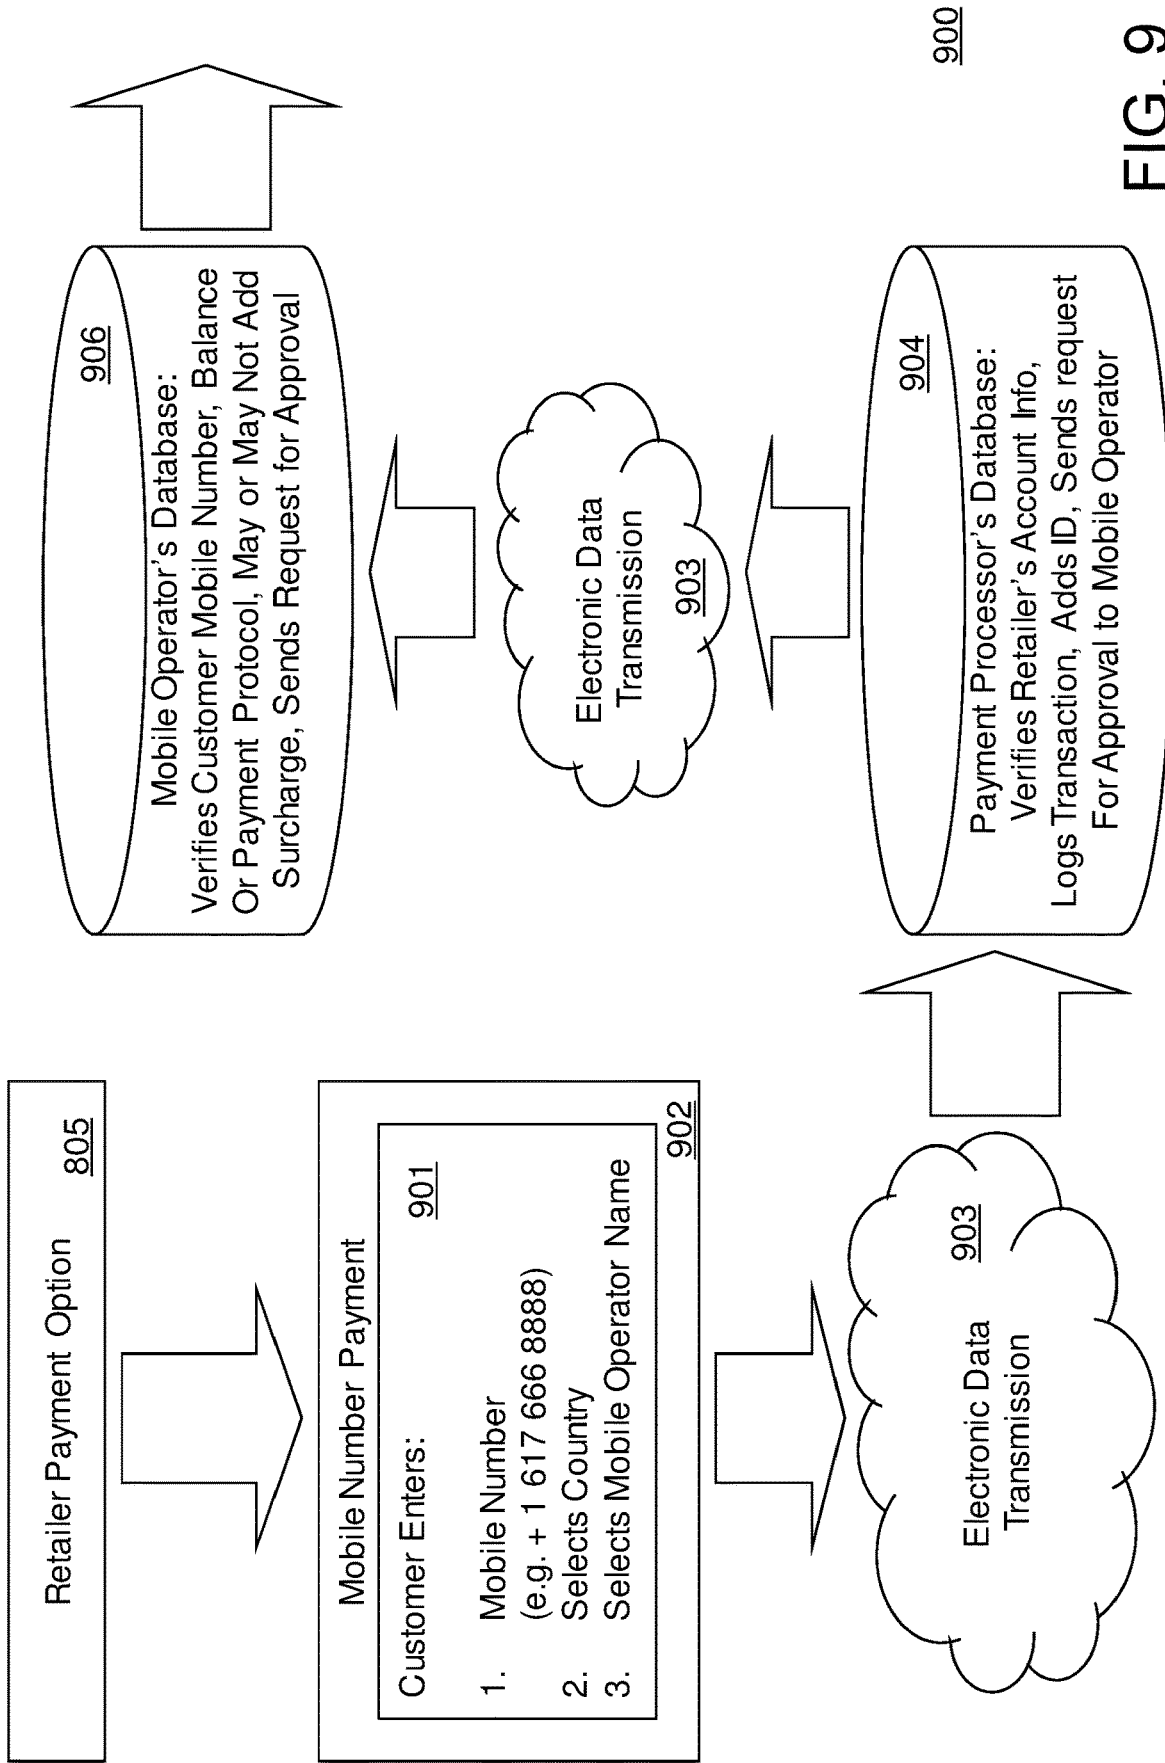 Retailer Payment Option
805
Mobile Number Payment
Customer Enters:
901
1. Mobile Number
(e.g. + 1 617 666 8888)
2. Selects Country
3. Selects Mobile Operator Name
902
Electronic Data
Transmission
903
904
Payment Processor's Database:
Verifies Retailer's Account Info,
Logs Transaction, Adds ID, Sends request
For Approval to Mobile Operator
Electronic Data
Transmission
903
906
Mobile Operator's Database:
Verifies Customer Mobile Number, Balance
Or Payment Protocol, May or May Not Add
Surcharge, Sends Request for Approval
900
FIG. 9